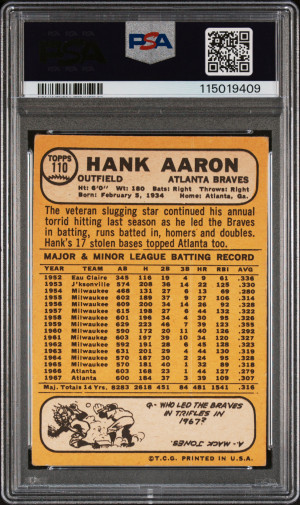 PSA
PSA
115019409
TOPPS
110
HANK AARON
OUTFIELD ATLANTA BRAVES
Ht: 6'0" Wt: 180 Bats: Right Throws: Right
Born: February 5, 1934 Home: Atlanta, Ga.
The veteran slugging star continued his annual
torrid hitting last season as he led the Braves
in batting, runs batted in, homers and doubles.
Hank's 17 stolen bases topped Atlanta too.
MAJOR & MINOR LEAGUE BATTING RECORD
YEAR TEAM AB H 2B 3B HR RBI AVG.
1952 Eau Claire 345 116 19 4 9 61 .336
1953 J'ksonville 574 208 36 14 22 125
1954 Milwaukee 468 131 27 6 13 69 .280
1955 Milwaukee 602 189 37 9 27 106 .314
1956 Milwaukee 609 200 34 14 26 92 .328
1957 Milwaukee 615 198 27 6 44 132 .322
1958 Milwaukee 601 196 34 4 30 95 .326
1959 Milwaukee 629 223 46 7 39 123 .355
1960 Milwaukee 590 172 20 11 40 126 .292
1961 Milwaukee 603 197 39 10 34 120 .327
1962 Milwaukee 592 191 28 6 45 128 .323
1963 Milwaukee 631 201 29 4 44 130 .319
1964 Milwaukee 570 187 30 2 24 95 .328
1965 Milwaukee 570 181 40 1 32 89 .318
1966 Atlanta 603 168 23 1 44 127 .279
1967 Atlanta 600 184 37 3 39 109 .307
Maj. Totals 14 Yrs. 8283 2618 451 84 481 1541 .316
Q- WHO LED THE BRAVES
IN TRIPLES IN
1967?
A- MACK JONES
©T.C.G. PRINTED IN U.S.A.